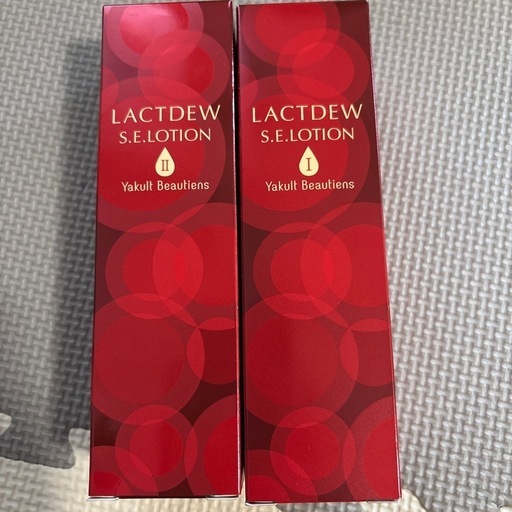 LACTDEW
S.E.LOTION
II
Yakult Beautiens
LACTDEW
S.E.LOTION
I
Yakult Beautiens